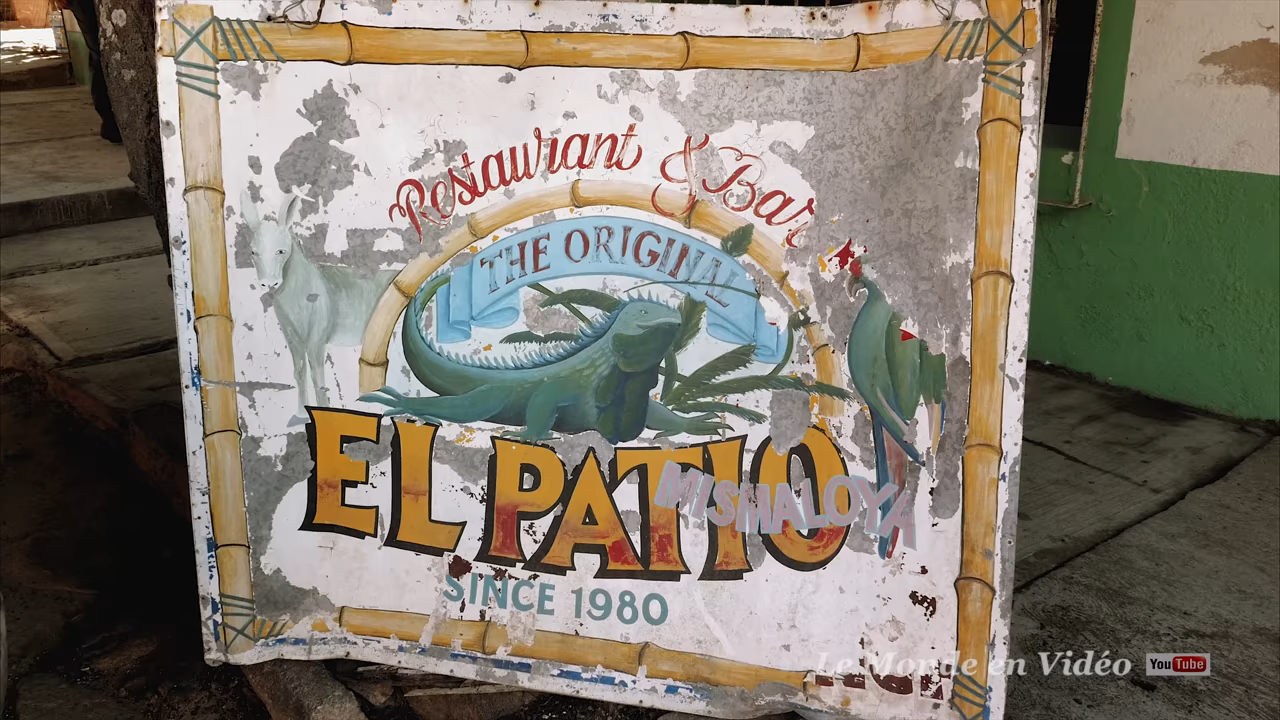 Restaurant & Bar
THE ORIGINAL
EL PATIO
MISMALOYA
SINCE 1980
Le Monde en Vidéo YouTube